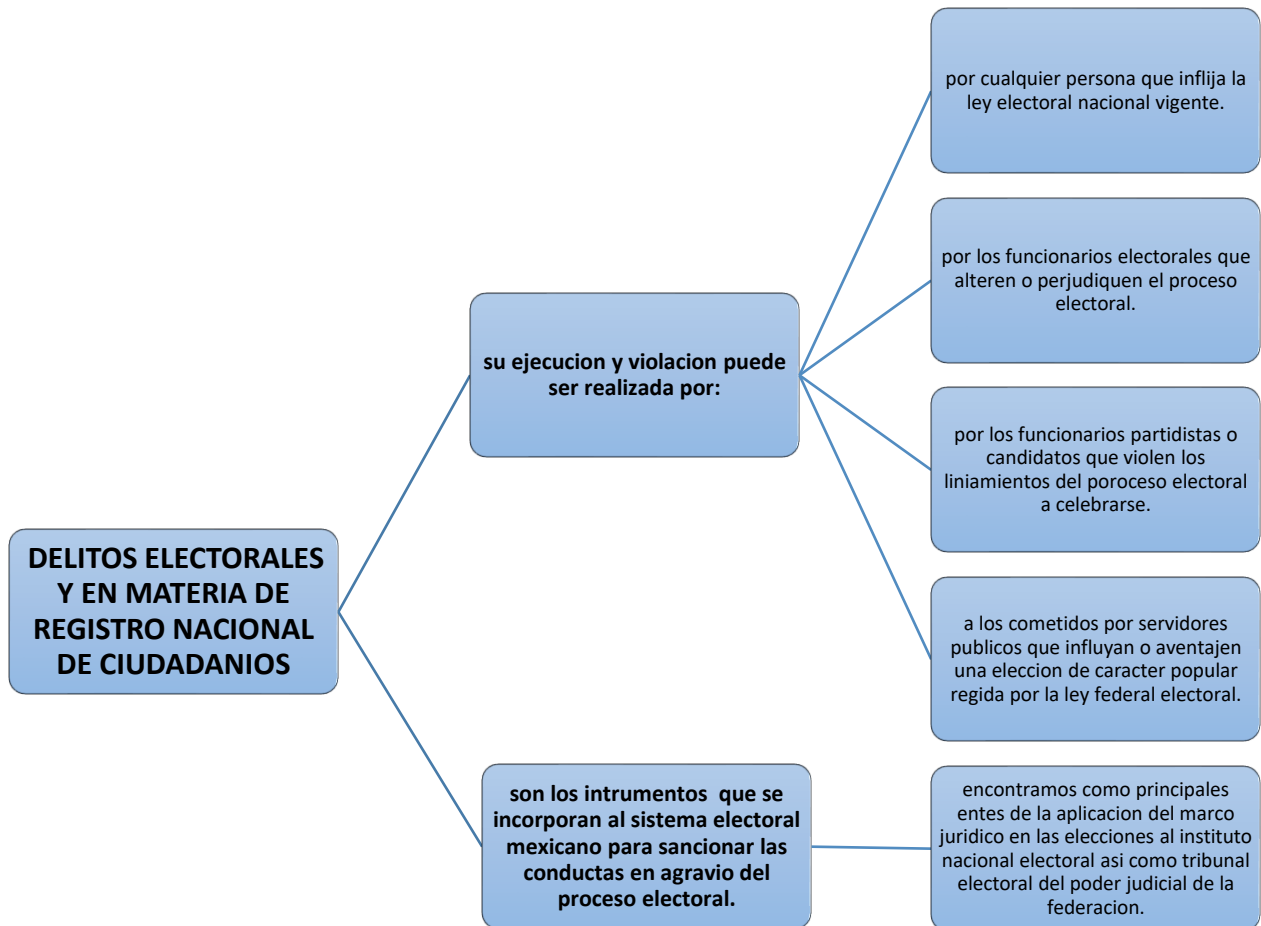 DELITOS ELECTORALES
Y EN MATERIA DE
REGISTRO NACIONAL
DE CIUDADANIOS
su ejecucion y violacion puede
ser realizada por:
por cualquier persona que inflija la
ley electoral nacional vigente.
por los funcionarios electorales que
alteren o perjudiquen el proceso
electoral.
por los funcionarios partidistas o
candidatos que violen los
liniamientos del poroceso electoral
a celebrarse.
a los cometidos por servidores
publicos que influyan o aventajen
una eleccion de caracter popular
regida por la ley federal electoral.
son los intrumentos que se
incorporan al sistema electoral
mexicano para sancionar las
conductas en agravio del
proceso electoral.
encontramos como principales
entes de la aplicacion del marco
juridico en las elecciones al instituto
nacional electoral asi como tribunal
electoral del poder judicial de la
federacion.